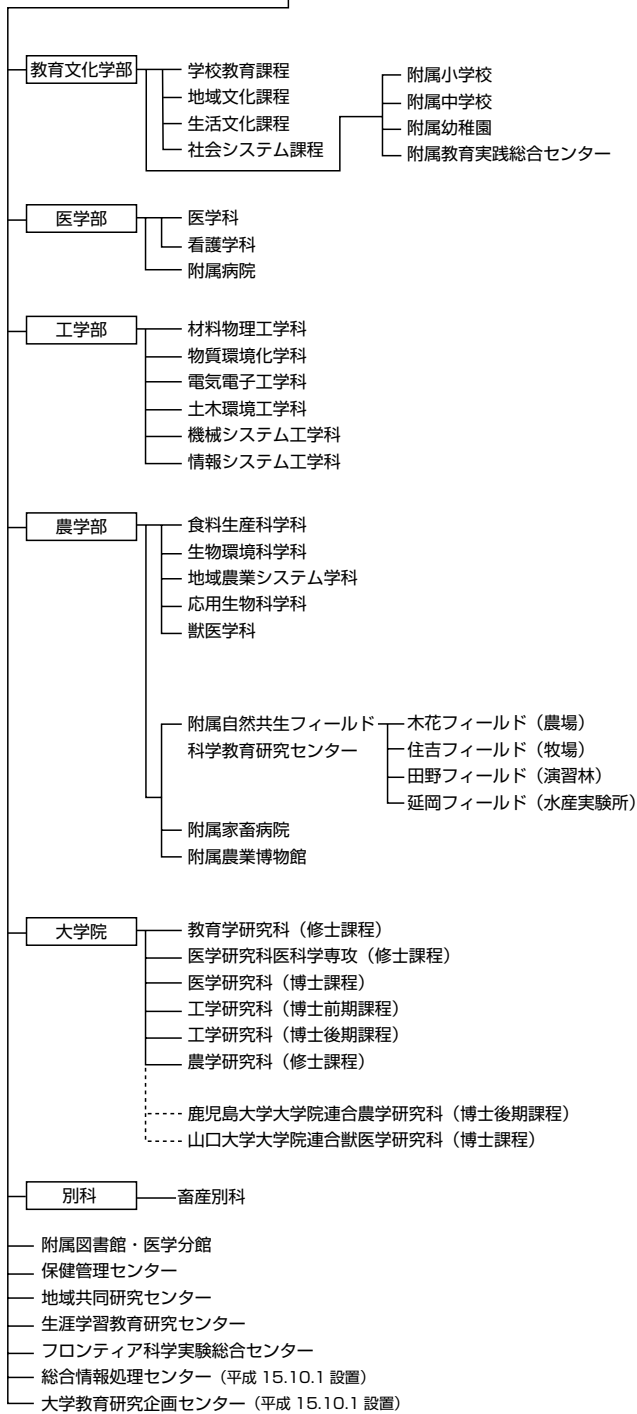 教育文化学部
学校教育課程
地域文化課程
生活文化課程
社会システム課程
附属小学校
附属中学校
附属幼稚園
附属教育実践総合センター
医学部
医学科
看護学科
附属病院
工学部
材料物理工学科
物質環境化学科
電気電子工学科
土木環境工学科
機械システム工学科
情報システム工学科
農学部
食料生産科学科
生物環境科学科
地域農業システム学科
応用生物科学科
獣医学科
附属自然共生フィールド
科学教育研究センター
木花フィールド（農場）
住吉フィールド（牧場）
田野フィールド（演習林）
延岡フィールド（水産実験所）
附属家畜病院
附属農業博物館
大学院
教育学研究科（修士課程）
医学研究科医科学専攻（修士課程）
医学研究科（博士課程）
工学研究科（博士前期課程）
工学研究科（博士後期課程）
農学研究科（修士課程）
鹿児島大学大学院連合農学研究科（博士後期課程）
山口大学大学院連合獣医学研究科（博士課程）
別科
畜産別科
附属図書館・医学分館
保健管理センター
地域共同研究センター
生涯学習教育研究センター
フロンティア科学実験総合センター
総合情報処理センター（平成 15.10.1 設置）
大学教育研究企画センター（平成 15.10.1 設置）